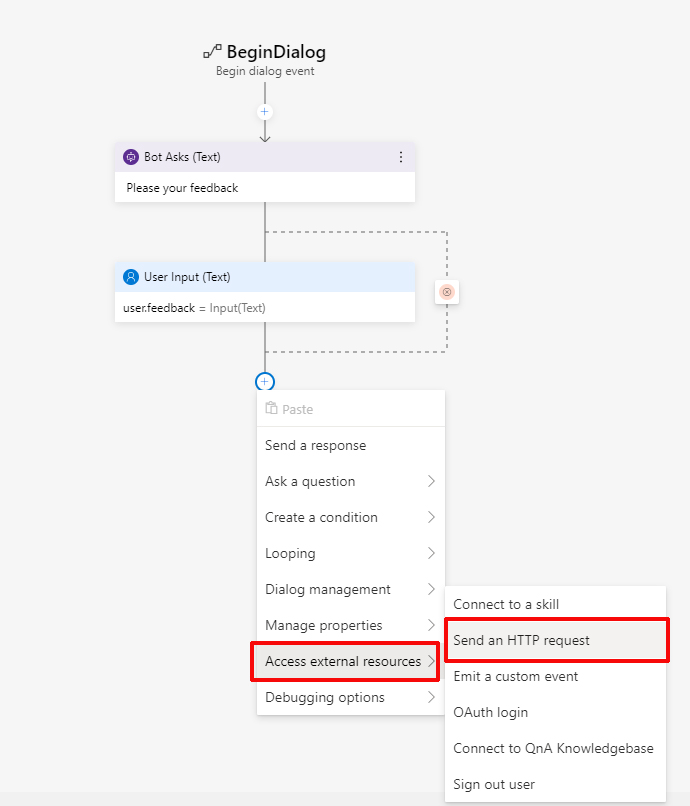 BeginDialog
Begin dialog event
Bot Asks (Text)
Please your feedback
User Input (Text)
user.feedback = Input(Text)
Paste
Send a response
Ask a question
Create a condition
Looping
Dialog management
Manage properties
Access external resources
Debugging options
Connect to a skill
Send an HTTP request
Emit a custom event
OAuth login
Connect to QnA Knowledgebase
Sign out user